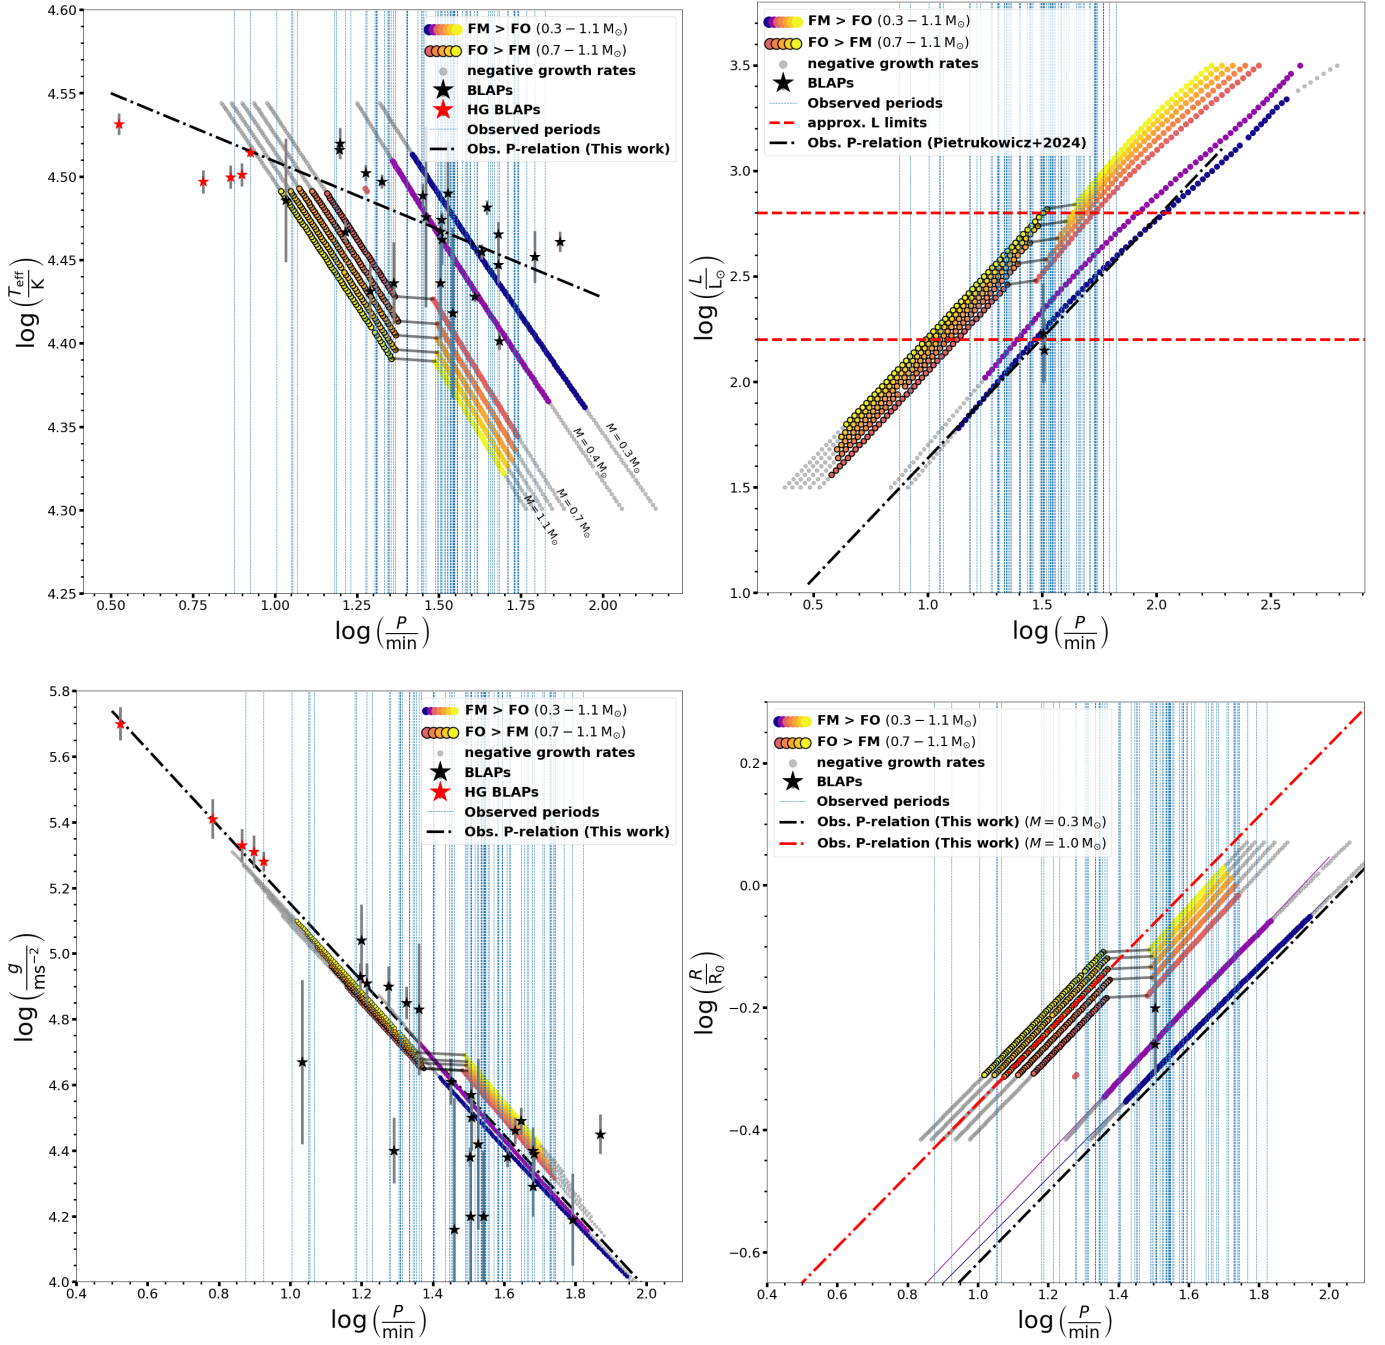 4.60
4.55
4.50
4.45
4.40
4.35
4.30
4.25
0.50 0.75 1.00 1.25 1.50 1.75 2.00
log (T_eff / K)
log (P / min)
FM > FO (0.3 − 1.1 M⊙)
FO > FM (0.7 − 1.1 M⊙)
negative growth rates
BLAPs
HG BLAPs
Observed periods
Obs. P-relation (This work)
M = 0.3 M⊙
M = 0.4 M⊙
M = 0.7 M⊙
M = 1.1 M⊙
3.5
3.0
2.5
2.0
1.5
1.0
0.5 1.0 1.5 2.0 2.5
log (L / L⊙)
log (P / min)
FM > FO (0.3 − 1.1 M⊙)
FO > FM (0.7 − 1.1 M⊙)
negative growth rates
BLAPs
Observed periods
approx. L limits
Obs. P-relation (Pietrukowicz+2024)
5.8
5.6
5.4
5.2
5.0
4.8
4.6
4.4
4.2
4.0
0.4 0.6 0.8 1.0 1.2 1.4 1.6 1.8 2.0
log (g / ms⁻²)
log (P / min)
FM > FO (0.3 − 1.1 M⊙)
FO > FM (0.7 − 1.1 M⊙)
negative growth rates
BLAPs
HG BLAPs
Observed periods
Obs. P-relation (This work)
0.2
0.0
−0.2
−0.4
−0.6
0.4 0.6 0.8 1.0 1.2 1.4 1.6 1.8 2.0
log (R / R₀)
log (P / min)
FM > FO (0.3 − 1.1 M⊙)
FO > FM (0.7 − 1.1 M⊙)
negative growth rates
BLAPs
Observed periods
Obs. P-relation (This work) (M = 0.3 M⊙)
Obs. P-relation (This work) (M = 1.0 M⊙)